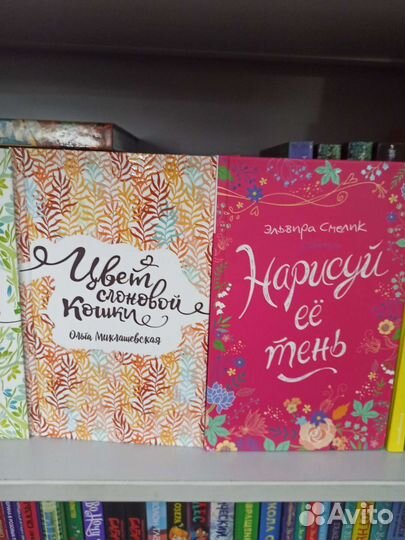 Цвет
слоновой
кошки
Ольга Миклашевская
Эльвира Смелик
Нарисуй
её
тень
Avito